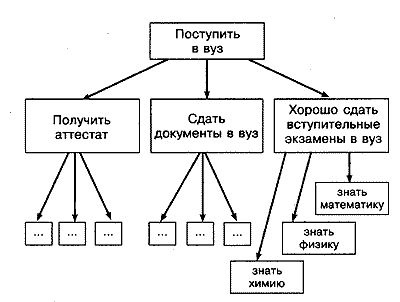 Поступить
в вуз
Получить
аттестат
Сдать
документы в вуз
Хорошо сдать
вступительные
экзамены в вуз
...
...
...
...
...
...
знать
математику
знать
физику
знать
химию